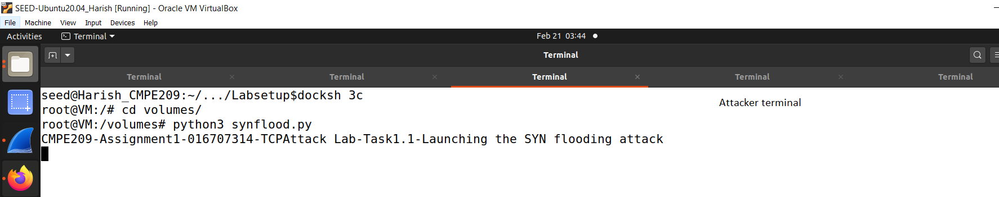 SEED-Ubuntu20.04_Harish [Running] - Oracle VM VirtualBox
File Machine View Input Devices Help
Activities Terminal Feb 21 03:44
Terminal
Terminal Terminal Terminal Terminal Terminal
seed@Harish_CMPE209:~/.../Labsetup$docksh 3c
root@VM:/# cd volumes/
Attacker terminal
root@VM:/volumes# python3 synflood.py
CMPE209-Assignment1-016707314-TCPAttack Lab-Task1.1-Launching the SYN flooding attack